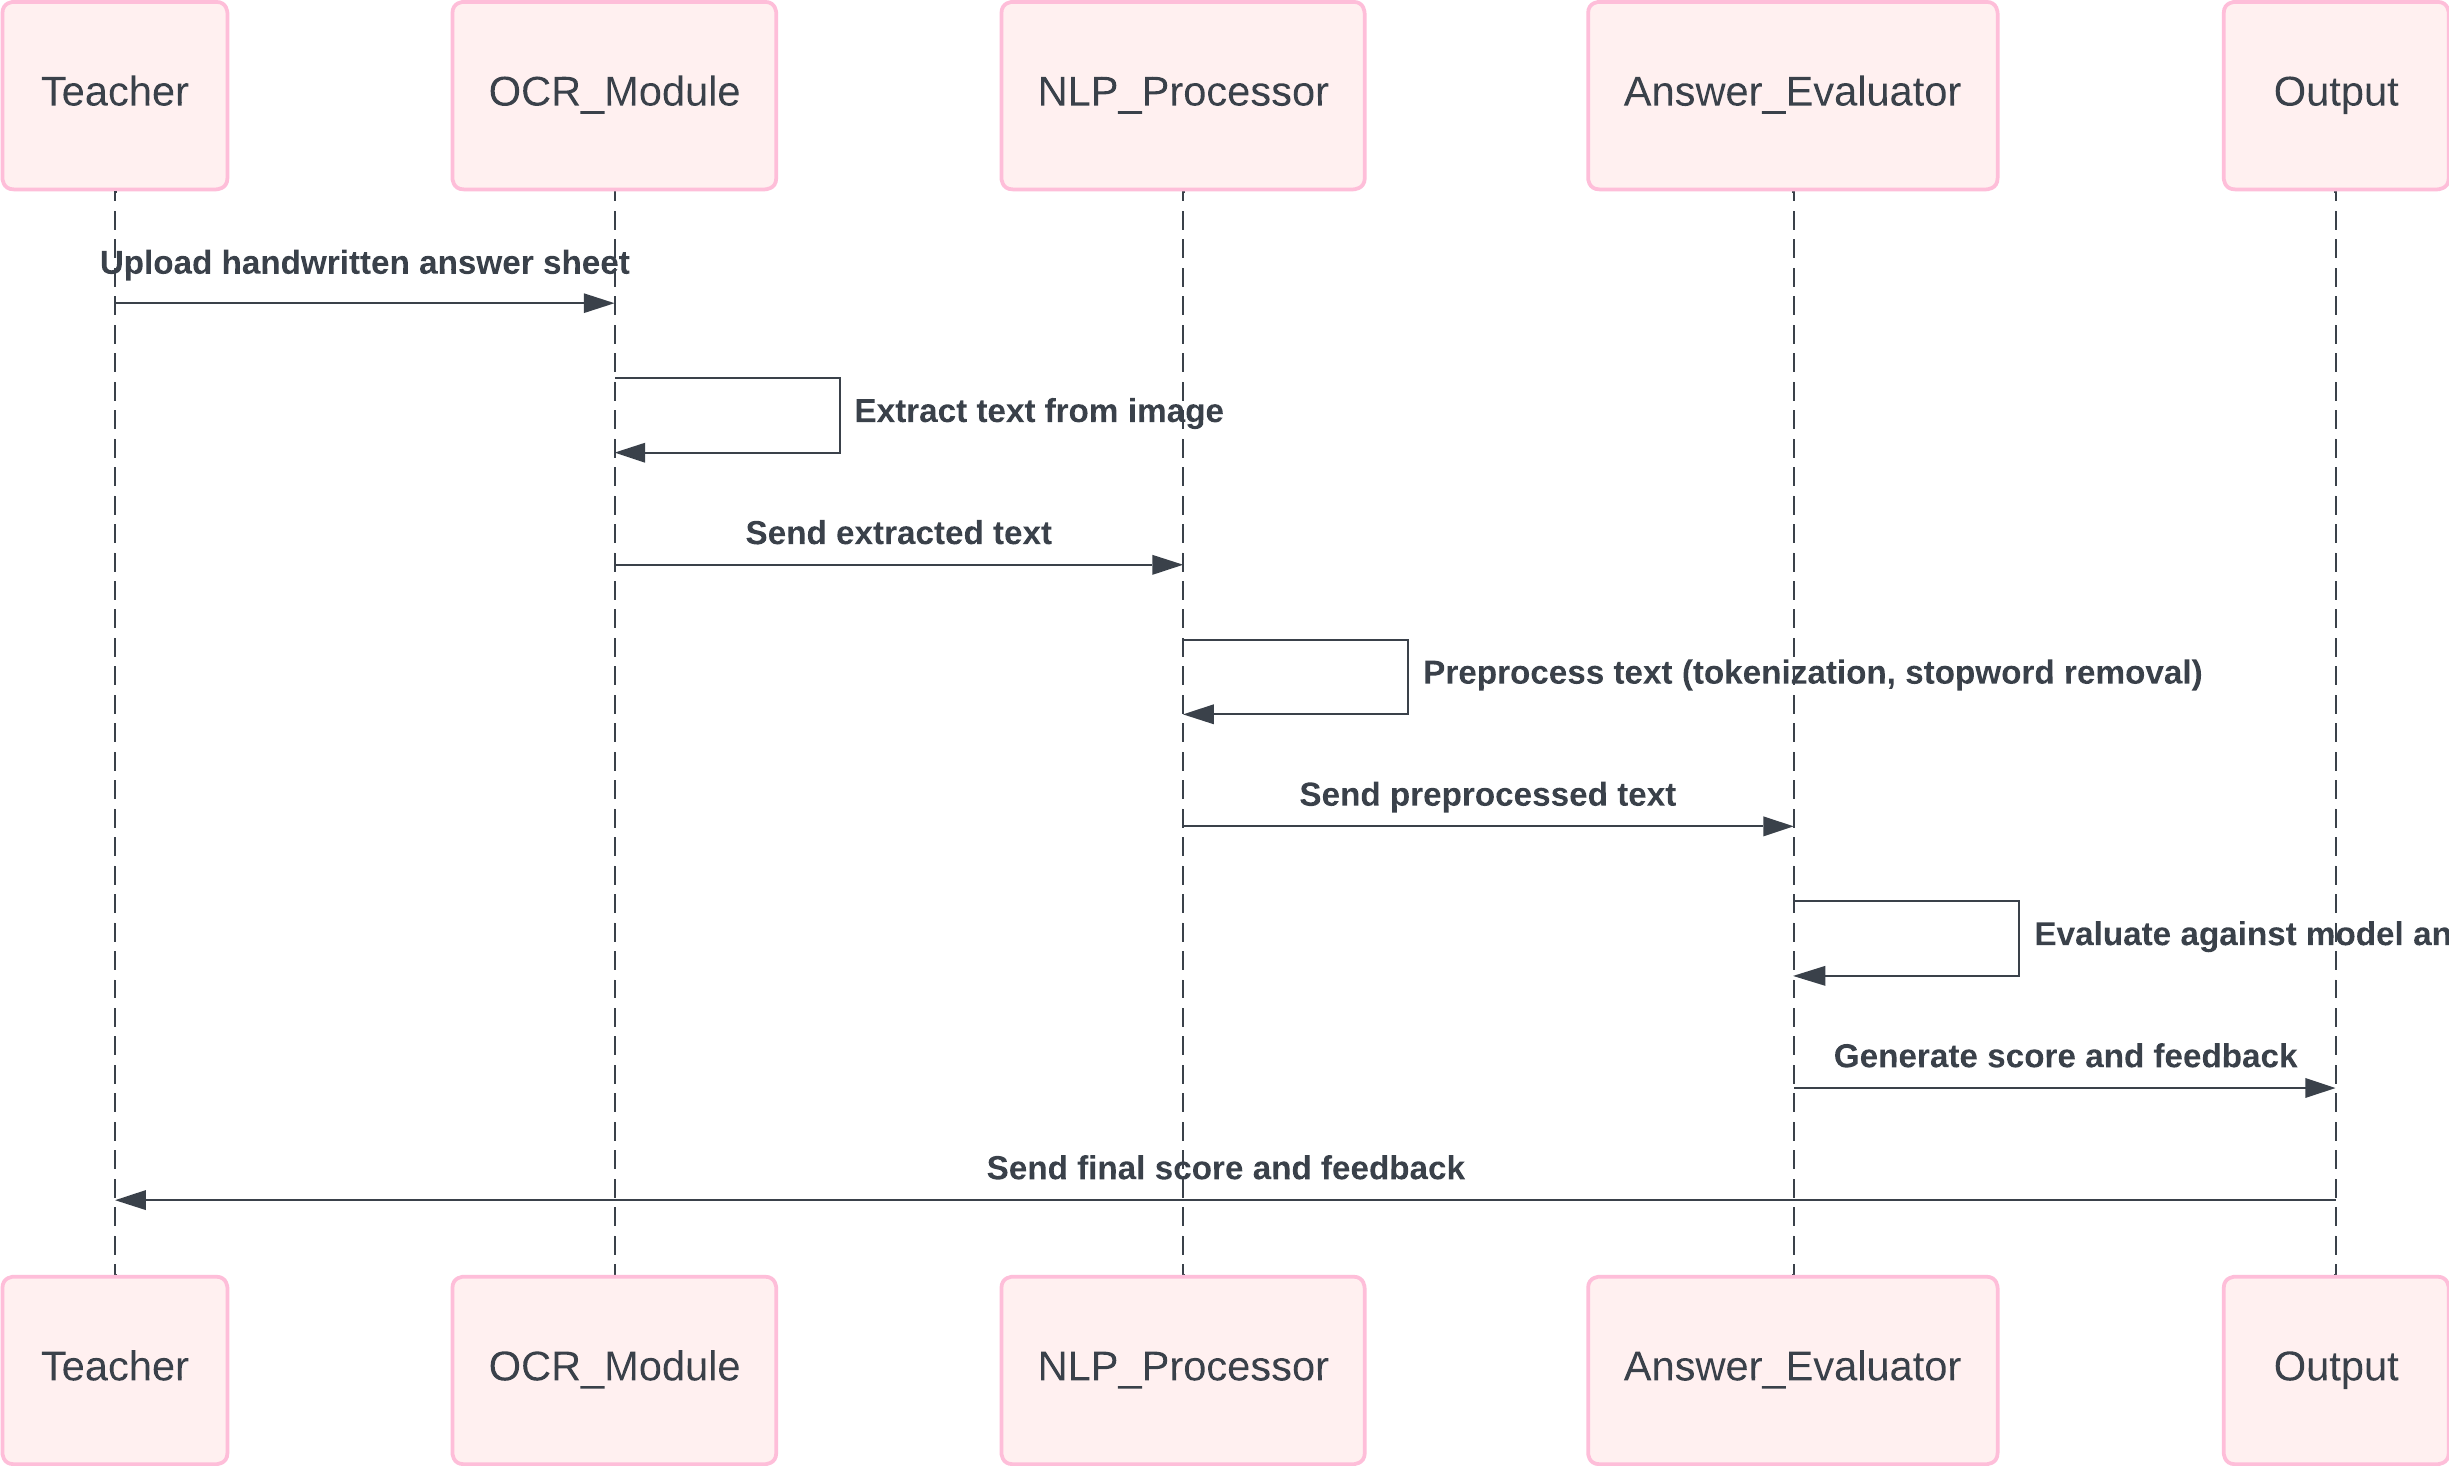 Teacher
OCR_Module
NLP_Processor
Answer_Evaluator
Output
Upload handwritten answer sheet
Extract text from image
Send extracted text
Preprocess text (tokenization, stopword removal)
Send preprocessed text
Evaluate against model an
Generate score and feedback
Send final score and feedback
Teacher
OCR_Module
NLP_Processor
Answer_Evaluator
Output